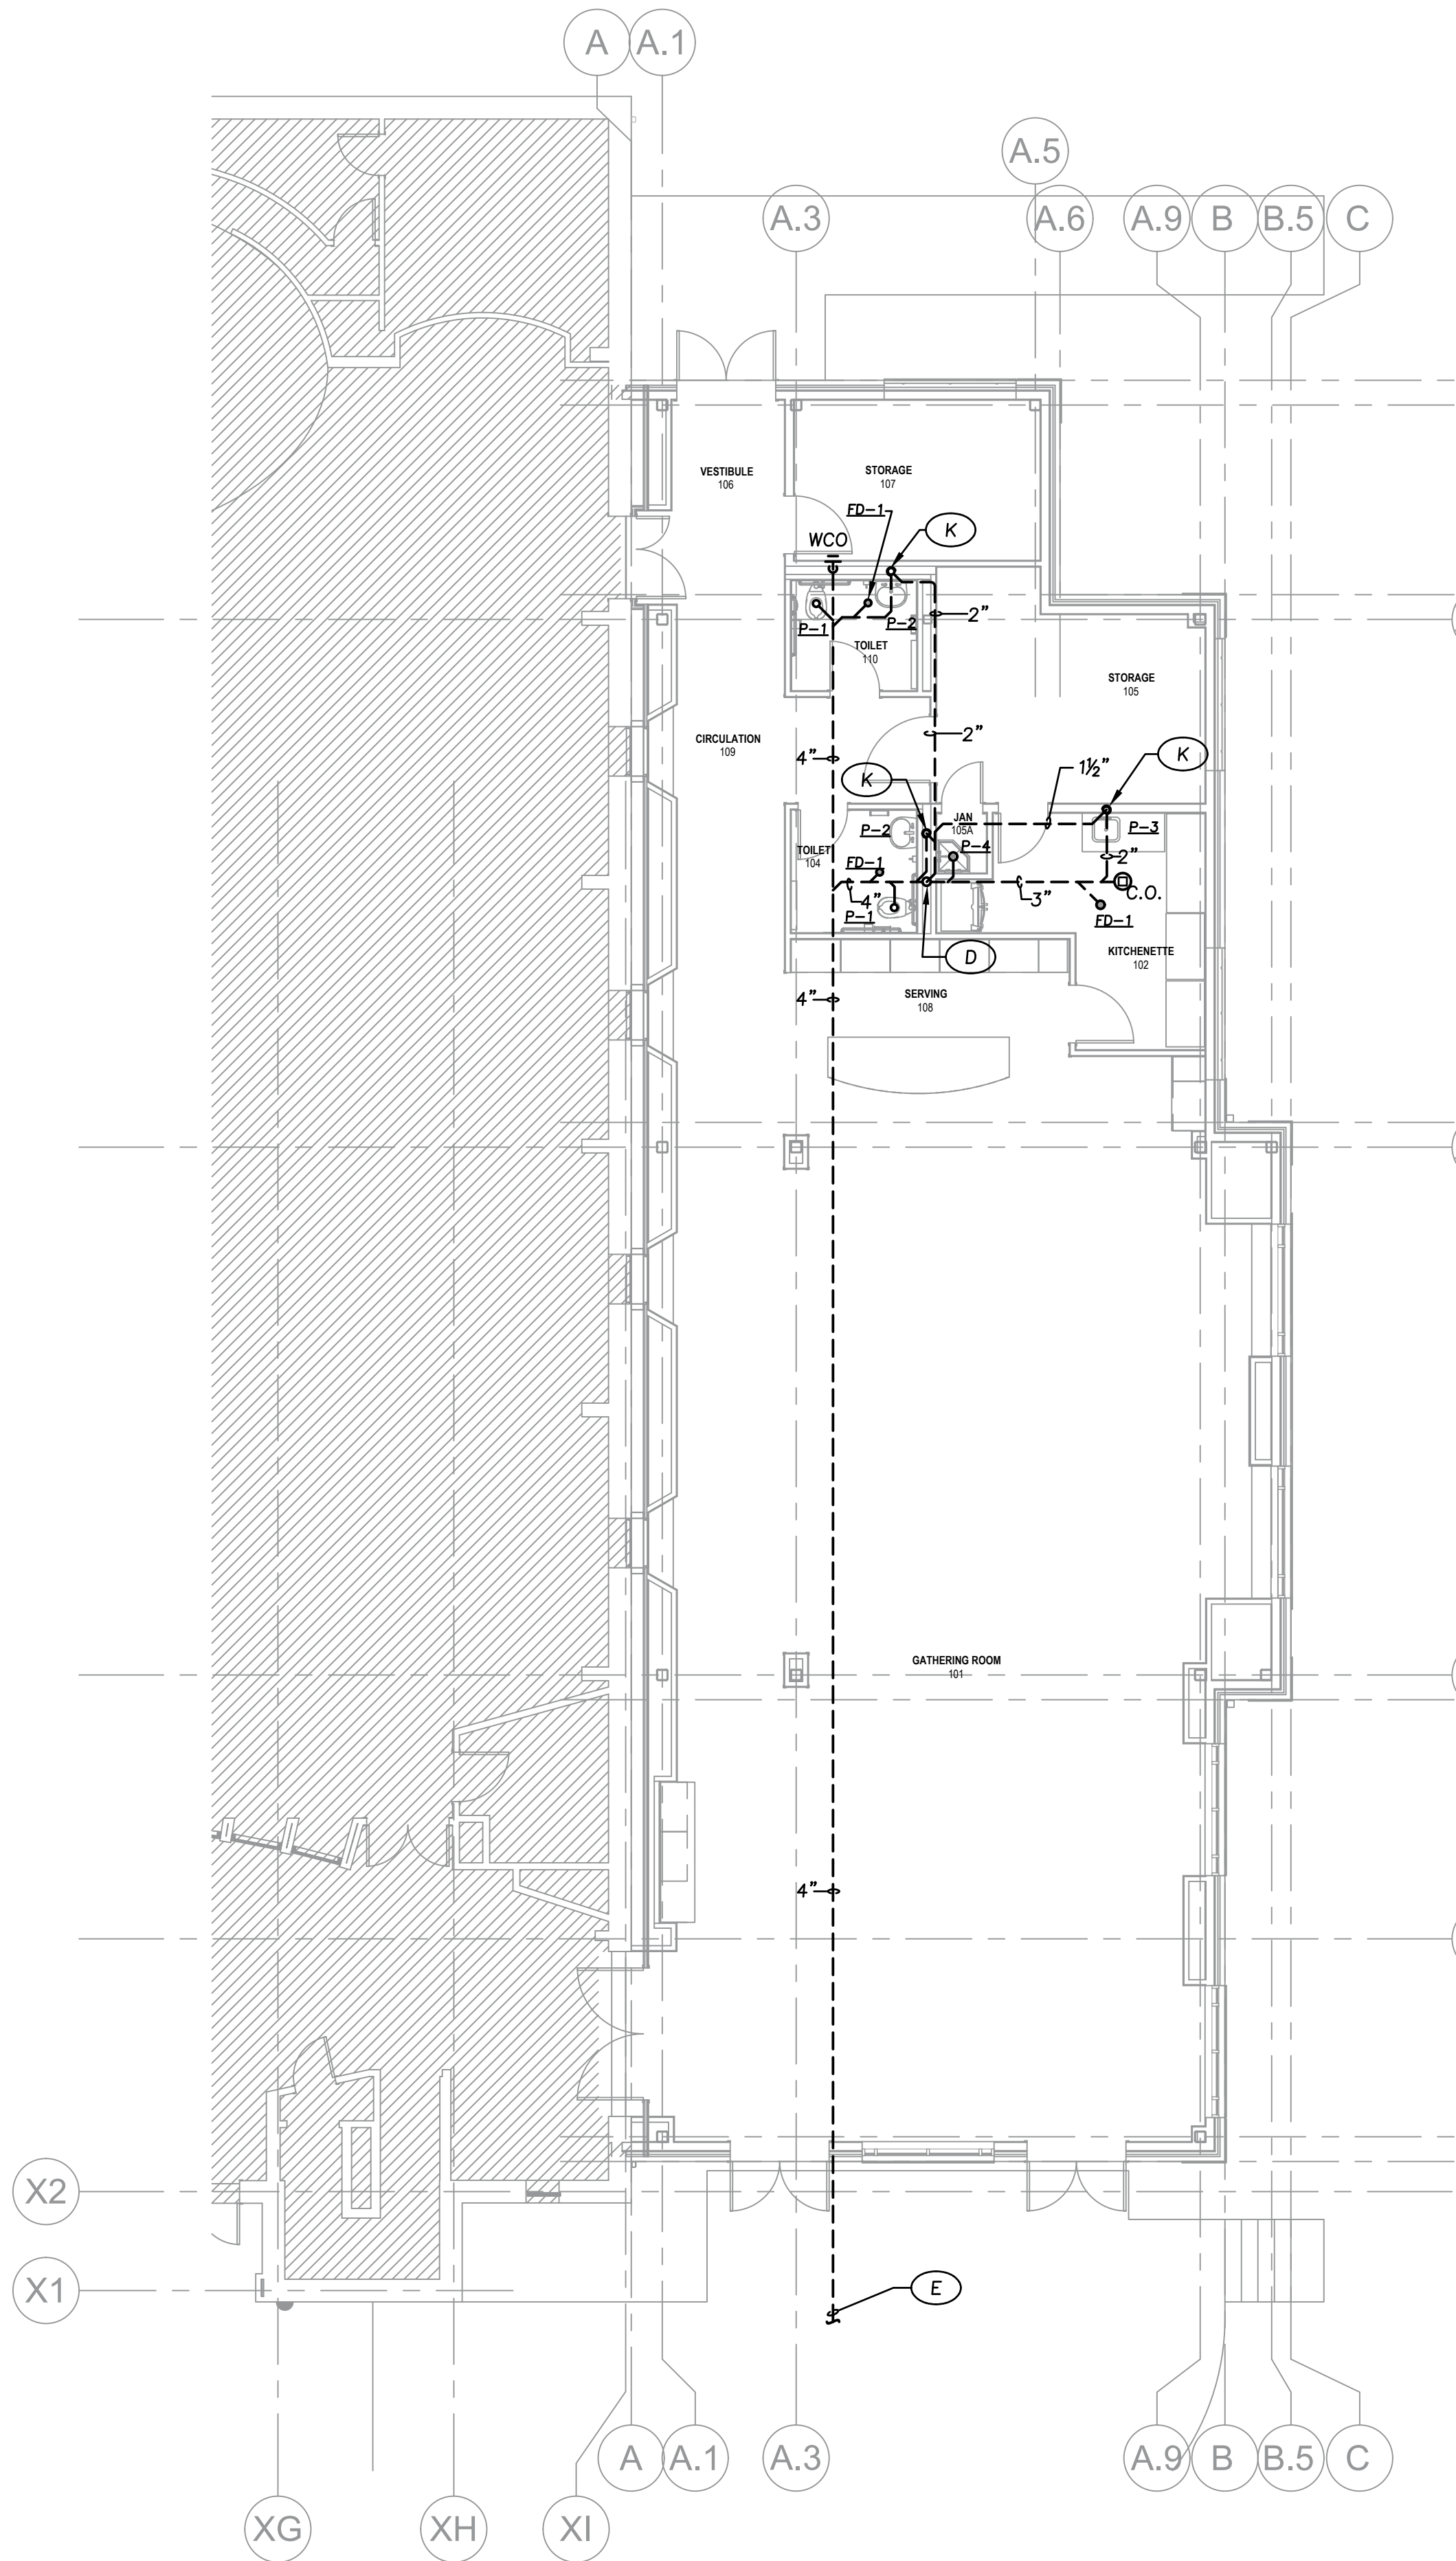 A
A.1
A.5
A.3
A.6
A.9
B
B.5
C
VESTIBULE
106
STORAGE
107
FD-1
K
WCO
P-1
P-2
2"
TOILET
110
STORAGE
105
CIRCULATION
109
4"
2"
K
K
1½"
JAN
105A
P-2
P-3
TOILET
104
P-4
FD-1
2"
4"
3"
C.O.
P-1
FD-1
D
KITCHENETTE
102
4"
SERVING
108
GATHERING ROOM
101
4"
X2
X1
E
A
A.1
A.3
A.9
B
B.5
C
XG
XH
XI